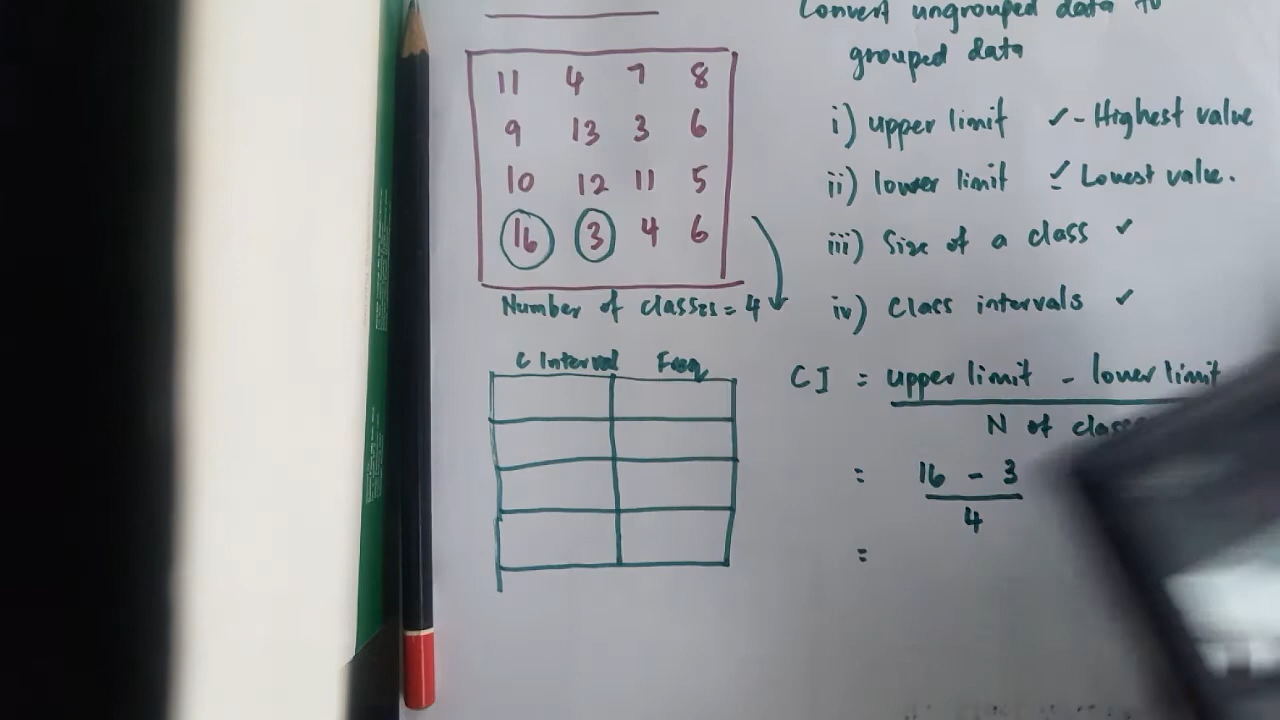 Convert ungrouped data to
grouped data
11 4 7 8
9 13 3 6
10 12 11 5
16 3 4 6
Number of classes = 4
i) upper limit ✓ - Highest value
ii) lower limit ✓ - Lowest value.
iii) Size of a class ✓
iv) Class intervals ✓
C Interval Freq
CI = upper limit - lower limit
N of
= 16 - 3
4
=